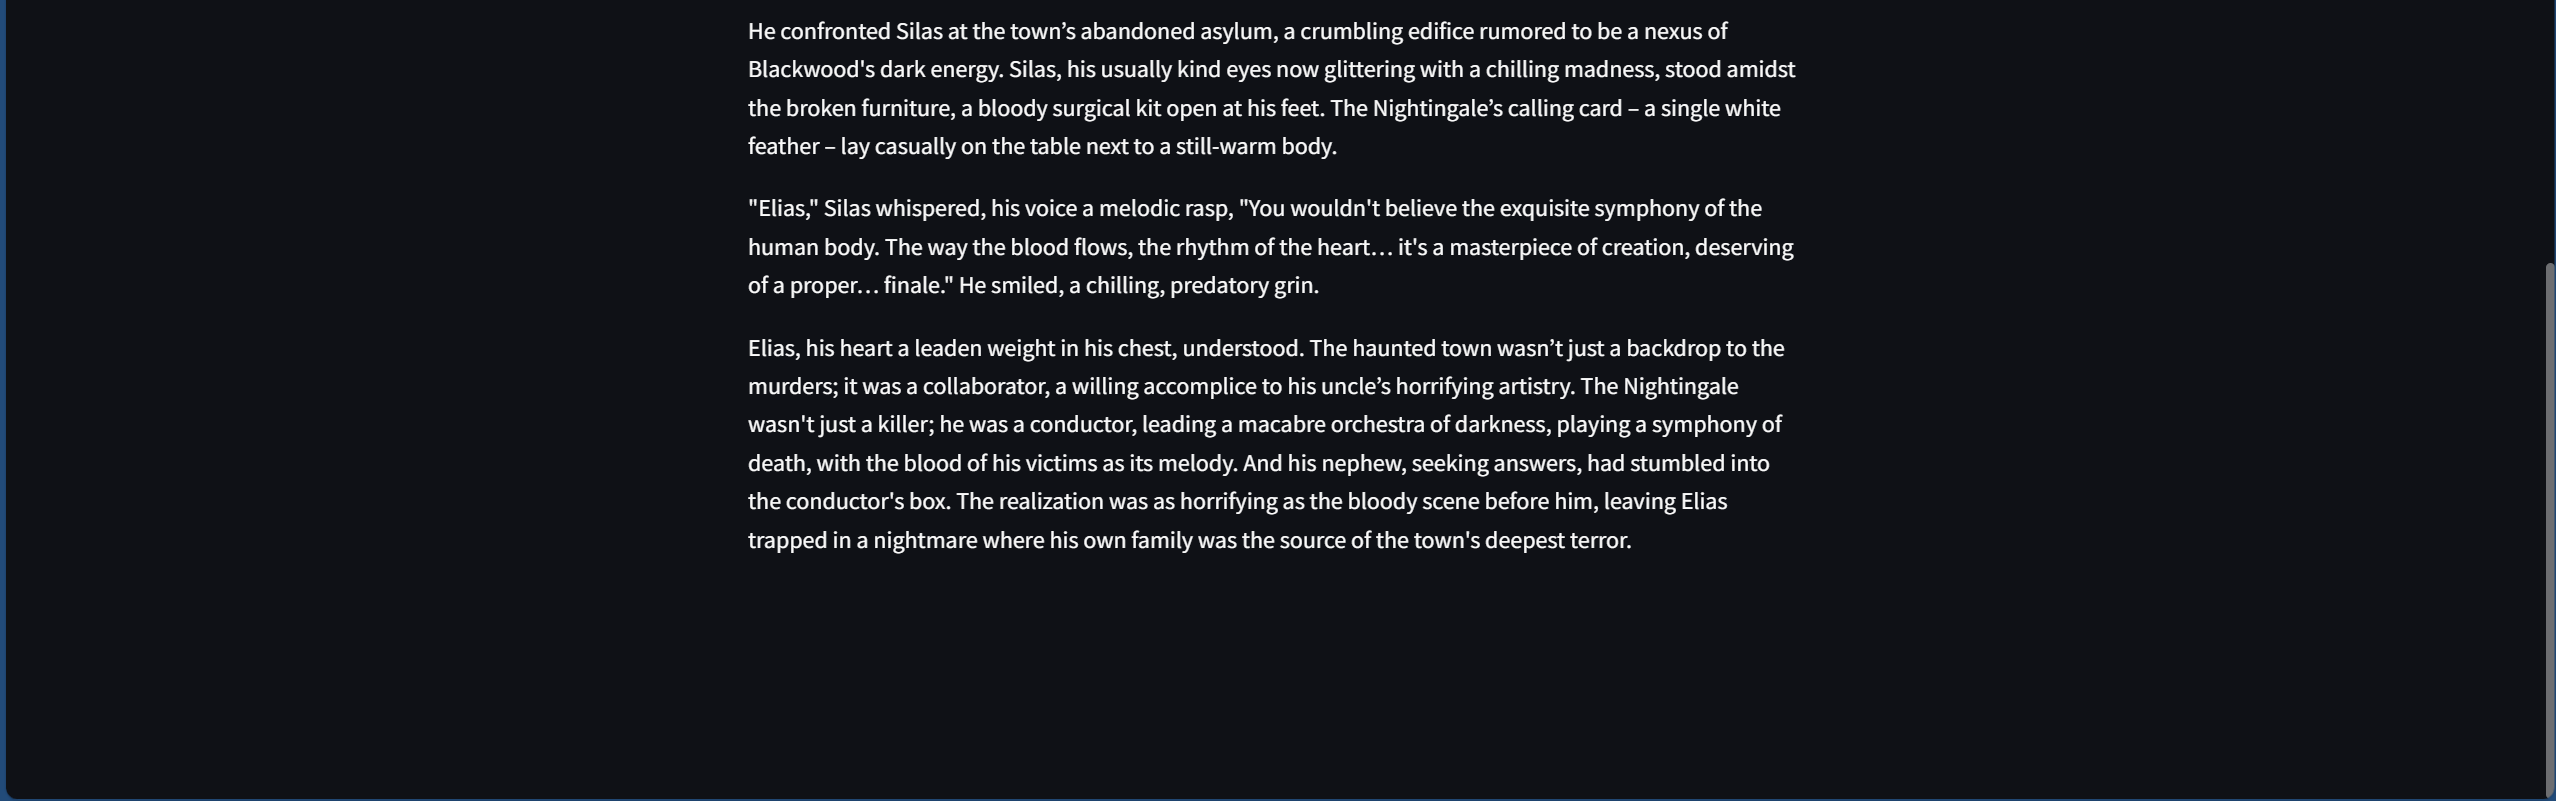 He confronted Silas at the town’s abandoned asylum, a crumbling edifice rumored to be a nexus of
Blackwood's dark energy. Silas, his usually kind eyes now glittering with a chilling madness, stood amidst
the broken furniture, a bloody surgical kit open at his feet. The Nightingale’s calling card – a single white
feather – lay casually on the table next to a still-warm body.
"Elias," Silas whispered, his voice a melodic rasp, "You wouldn't believe the exquisite symphony of the
human body. The way the blood flows, the rhythm of the heart… it's a masterpiece of creation, deserving
of a proper… finale." He smiled, a chilling, predatory grin.
Elias, his heart a leaden weight in his chest, understood. The haunted town wasn’t just a backdrop to the
murders; it was a collaborator, a willing accomplice to his uncle’s horrifying artistry. The Nightingale
wasn't just a killer; he was a conductor, leading a macabre orchestra of darkness, playing a symphony of
death, with the blood of his victims as its melody. And his nephew, seeking answers, had stumbled into
the conductor's box. The realization was as horrifying as the bloody scene before him, leaving Elias
trapped in a nightmare where his own family was the source of the town's deepest terror.